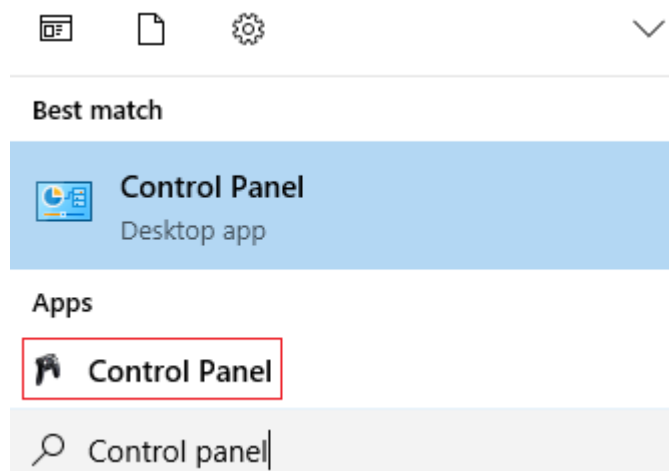 Best match
Control Panel
Desktop app
Apps
Control Panel
Control panel